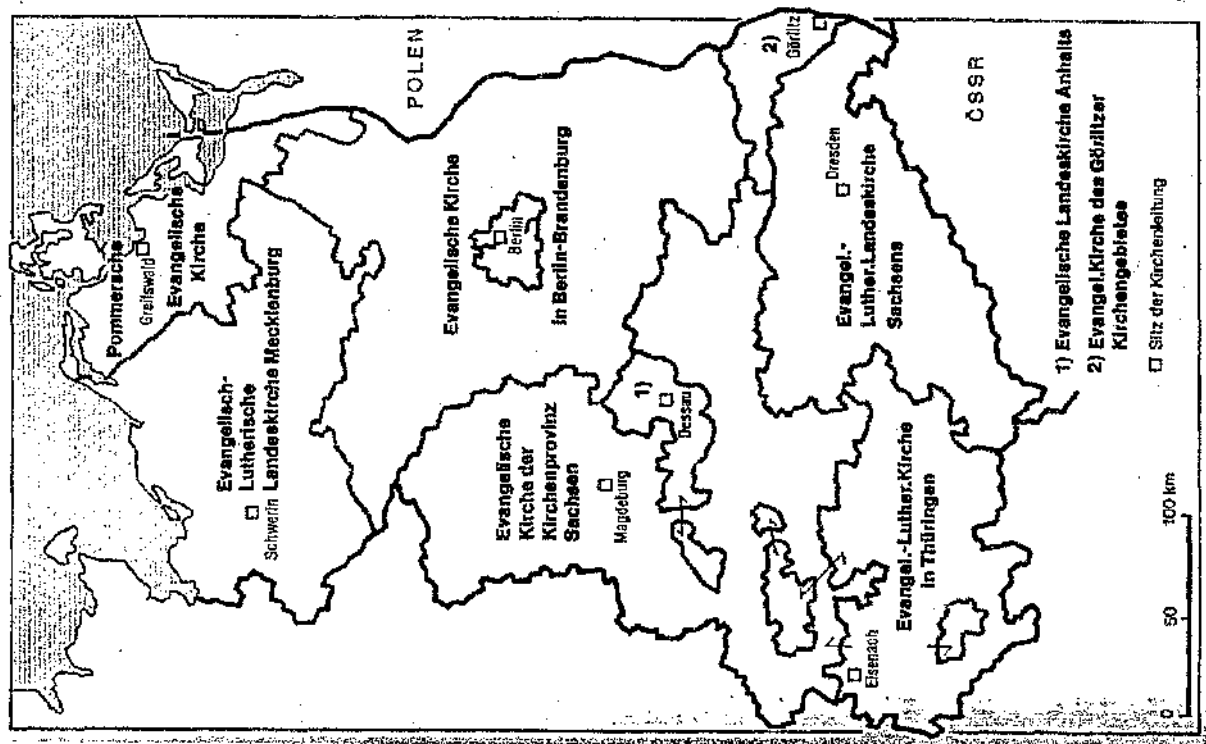 Pommersche
Greifswald
Evangelische
Kirche
POLEN
Evangelisch-
Lutherische
Schwerin Landeskirche Mecklenburg
Evangelische Kirche
Berlin
in Berlin-Brandenburg
Evangelische
Kirche der
Kirchenprovinz
Sachsen
Magdeburg
1)
Dessau
2)
Görlitz
Dresden
Evangel.-
Luther.Landeskirche
Sachsens
Evangel.-Luther.Kirche
in Thüringen
Eisenach
ČSSR
1) Evangelische Landeskirche Anhalts
2) Evangel.Kirche des Görlitzer
Kirchengebietes
Sitz der Kirchenleitung
0 50 100 km